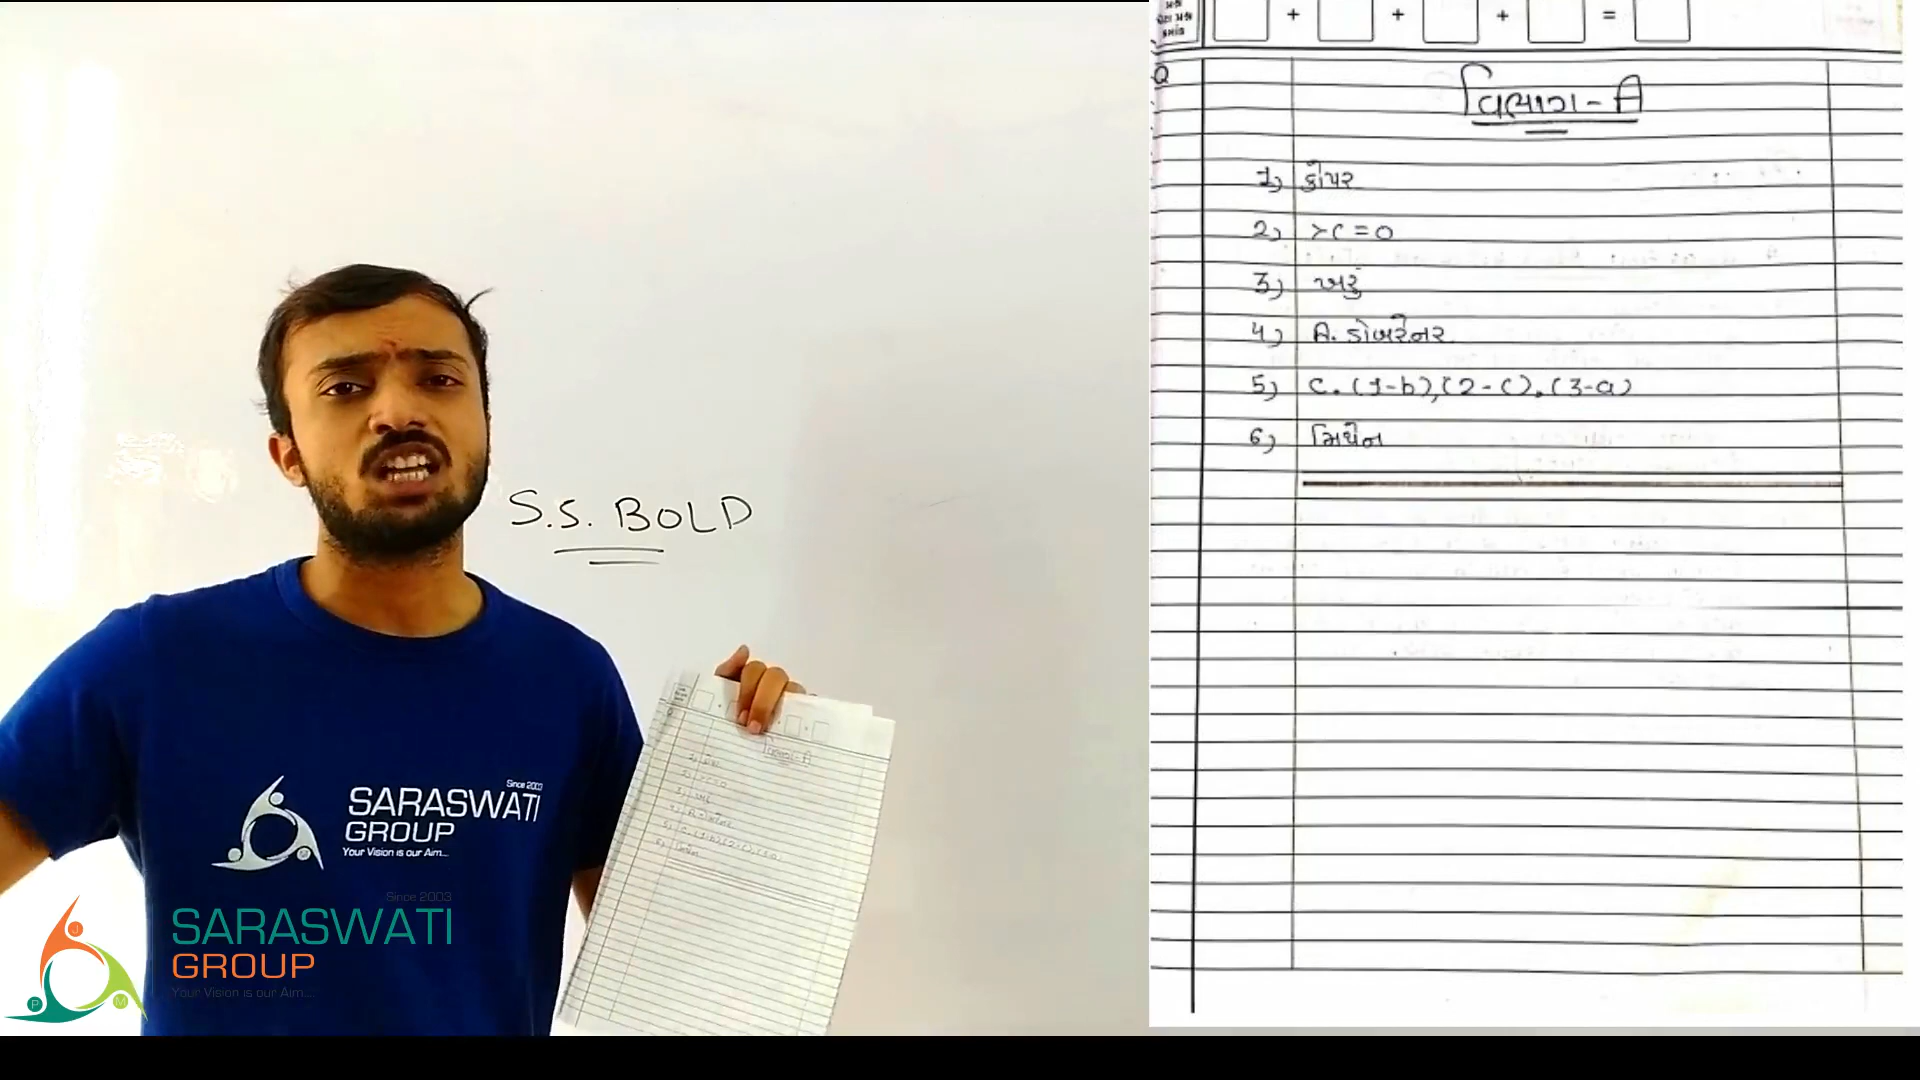 S.S. BOLD
Since 2003
SARASWATI
GROUP
Your Vision is our Aim...
Since 2003
SARASWATI
GROUP
Your Vision is our Aim....
J
P
M
+ + + =
Q
વિભાગ-A
1) કોપર
2) >C=O
3) ખરું
4) A. ડોબરેનર
5) C. (1-b), (2-c), (3-a)
6) મિથેન